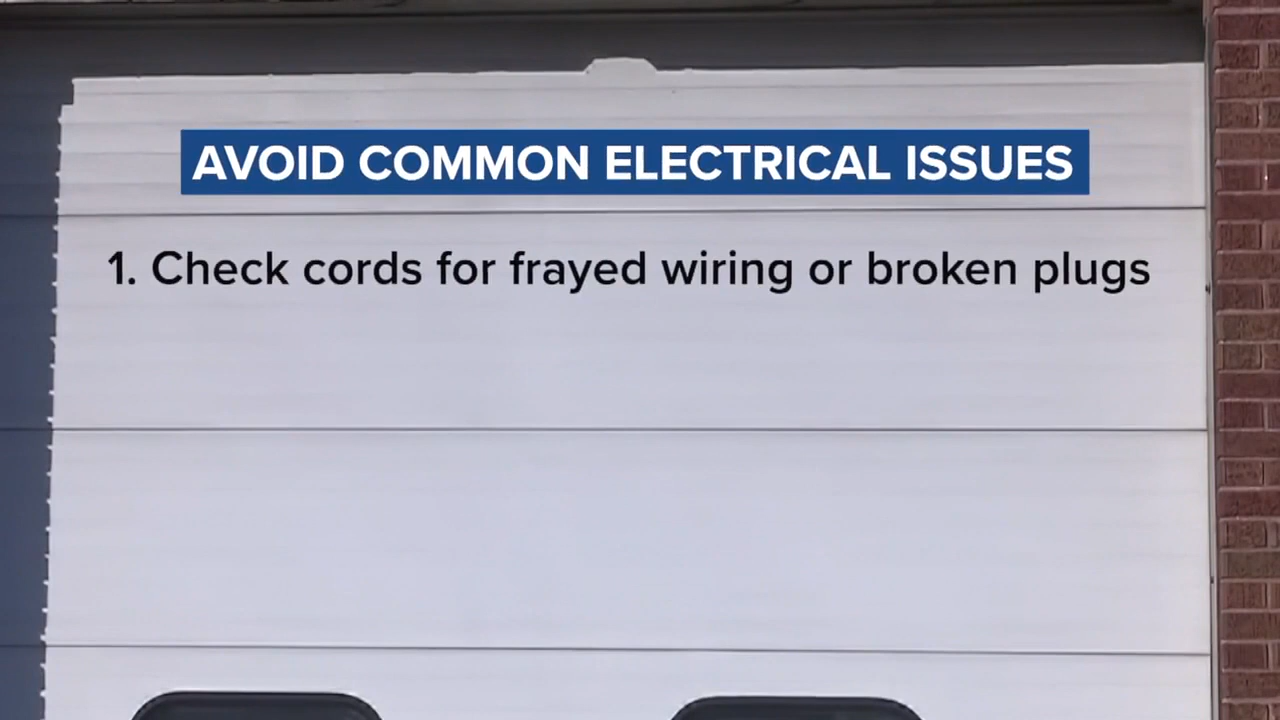 AVOID COMMON ELECTRICAL ISSUES
1. Check cords for frayed wiring or broken plugs